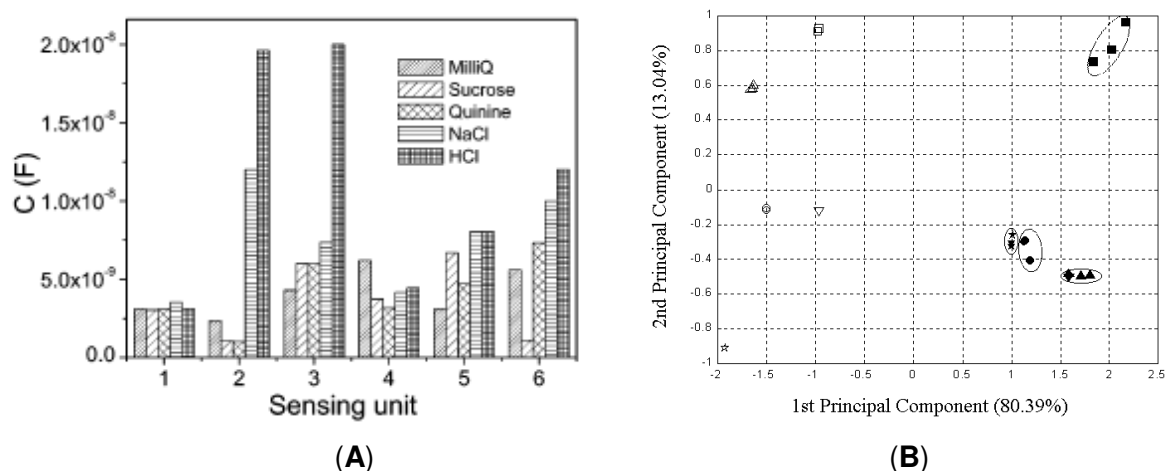 2.0x10⁻⁸
1.5x10⁻⁸
1.0x10⁻⁸
5.0x10⁻⁹
0.0
C (F)
MilliQ
Sucrose
Quinine
NaCl
HCl
1 2 3 4 5 6
Sensing unit
(A)
1
0.8
0.6
0.4
0.2
0
-0.2
-0.4
-0.6
-0.8
-1
2nd Principal Component (13.04%)
-2 -1.5 -1 -0.5 0 0.5 1 1.5 2 2.5
1st Principal Component (80.39%)
(B)